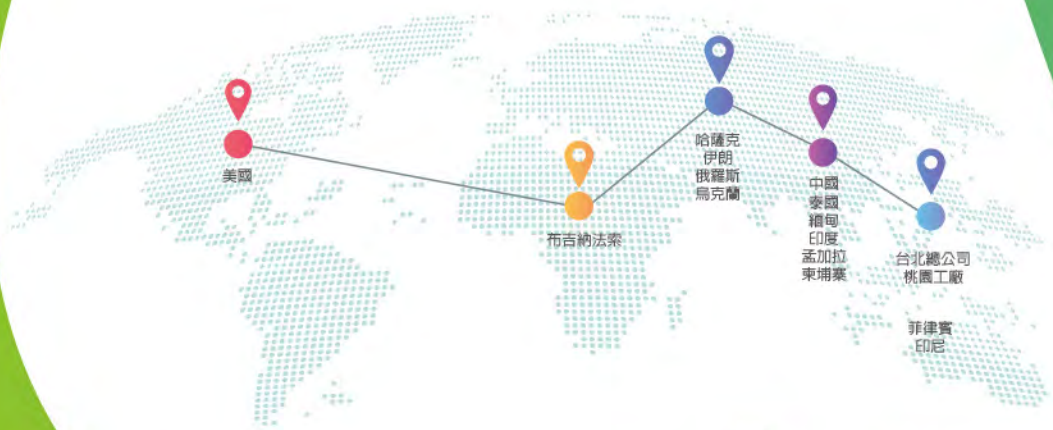 美國
布吉納法索
哈薩克
伊朗
俄羅斯
烏克蘭
中國
泰國
緬甸
印度
孟加拉
柬埔寨
台北總公司
桃園工廠
菲律賓
印尼